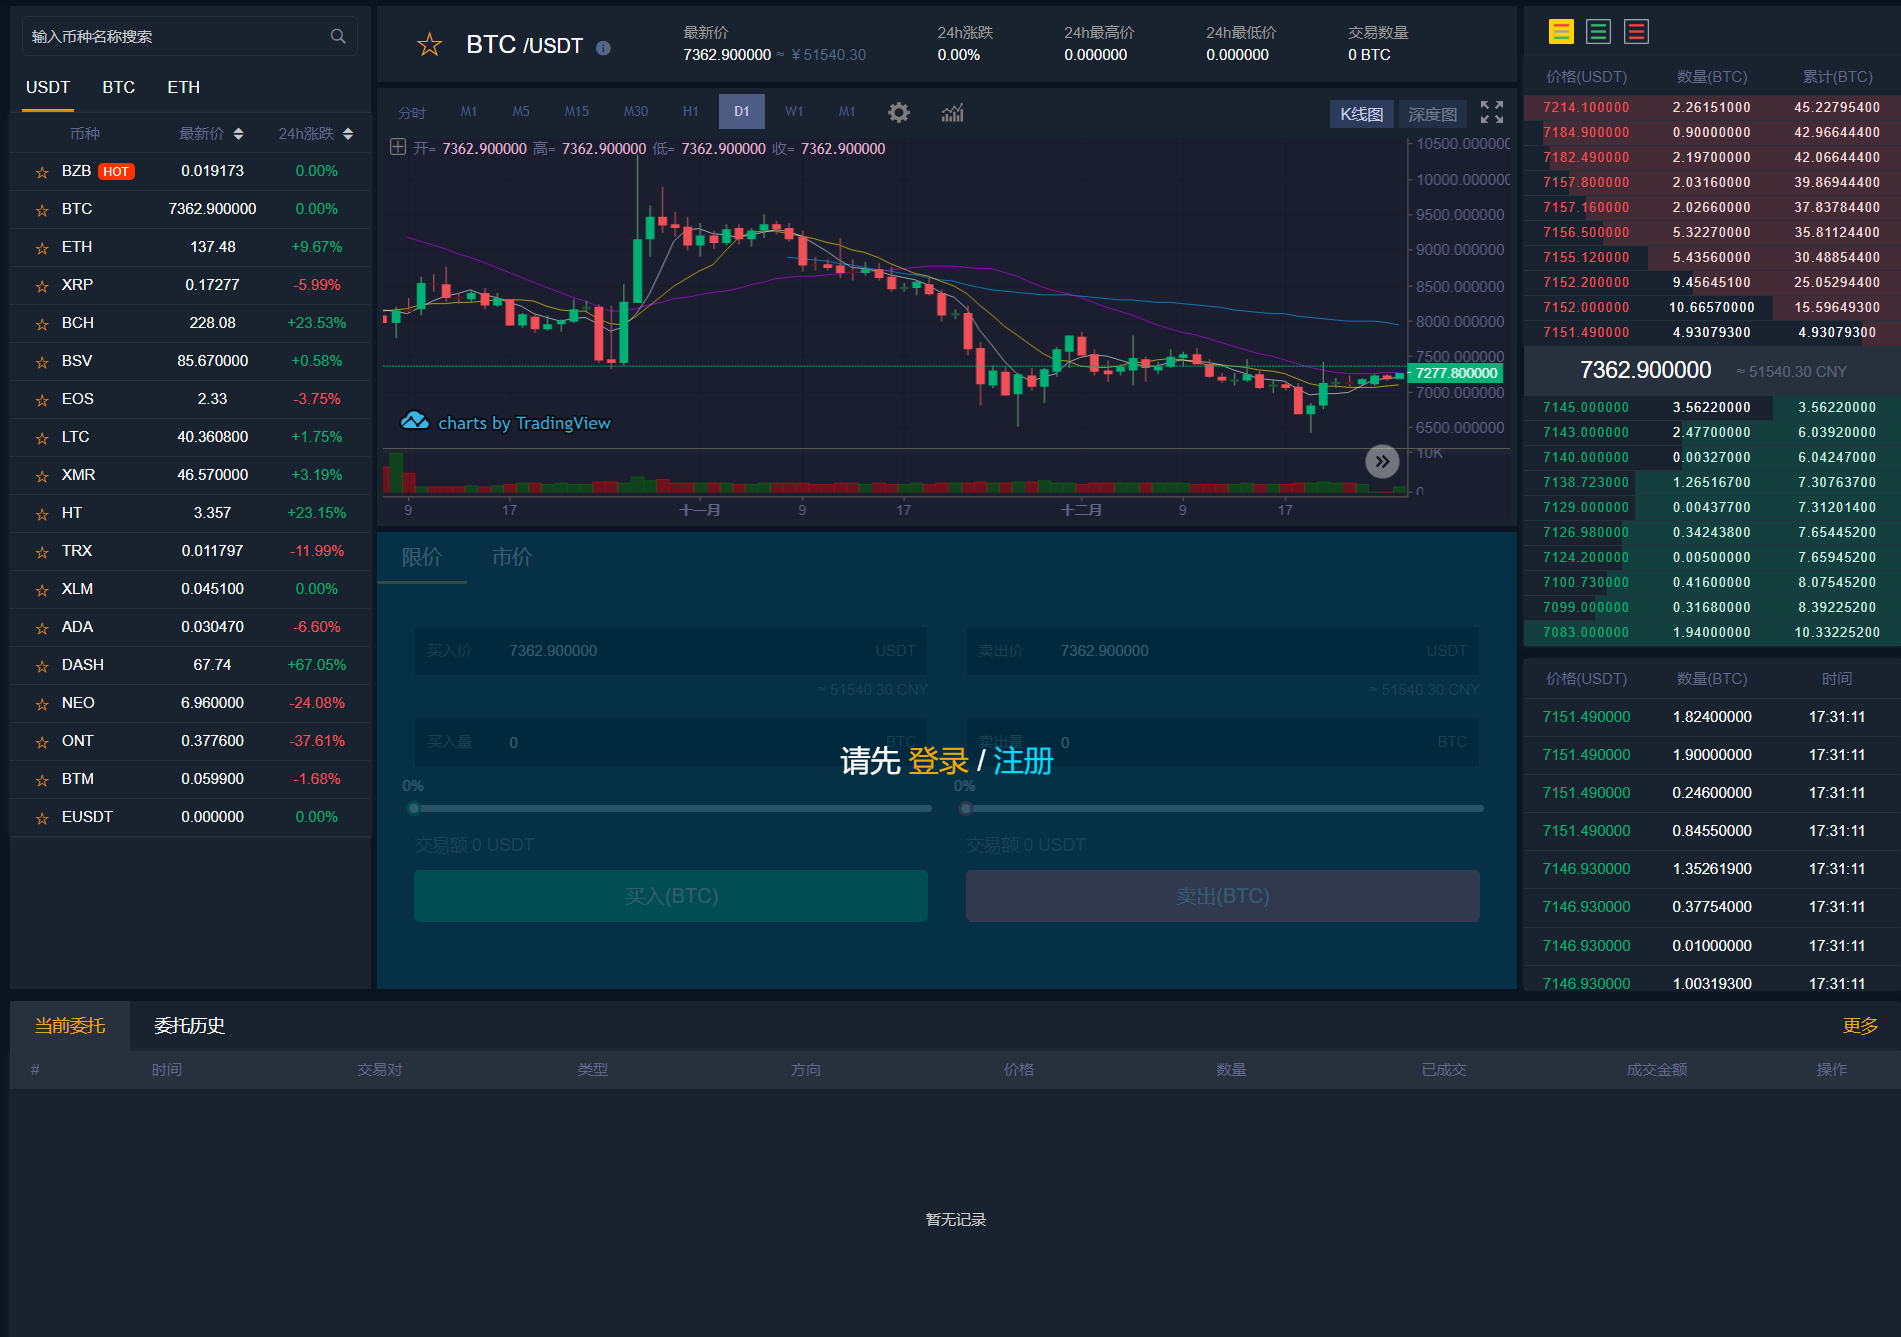 输入币种名称搜索
USDT BTC ETH
币种 最新价 24h涨跌
BZB HOT 0.019173 0.00%
BTC 7362.900000 0.00%
ETH 137.48 +9.67%
XRP 0.17277 -5.99%
BCH 228.08 +23.53%
BSV 85.670000 +0.58%
EOS 2.33 -3.75%
LTC 40.360800 +1.75%
XMR 46.570000 +3.19%
HT 3.357 +23.15%
TRX 0.011797 -11.99%
XLM 0.045100 0.00%
ADA 0.030470 -6.60%
DASH 67.74 +67.05%
NEO 6.960000 -24.08%
ONT 0.377600 -37.61%
BTM 0.059900 -1.68%
EUSDT 0.000000 0.00%
BTC /USDT
最新价 24h涨跌 24h最高价 24h最低价 交易数量
7362.900000 ≈ ¥51540.30 0.00% 0.000000 0.000000 0 BTC
分时 M1 M5 M15 M30 H1 D1 W1 M1 K线图 深度图
开= 7362.900000 高= 7362.900000 低= 7362.900000 收= 7362.900000
10500.000000
10000.000000
9500.000000
9000.000000
8500.000000
8000.000000
7500.000000
7277.800000
7000.000000
6500.000000
10K
0
charts by TradingView
9 17 十一月 9 17 十二月 9 17
限价 市价
买入价 7362.900000 USDT 卖出价 7362.900000 USDT
≈ 51540.30 CNY ≈ 51540.30 CNY
买入量 0 BTC 卖出量 0 BTC
请先 登录 / 注册
0% 0%
交易额 0 USDT 交易额 0 USDT
买入(BTC) 卖出(BTC)
价格(USDT) 数量(BTC) 累计(BTC)
7214.100000 2.26151000 45.22795400
7184.900000 0.90000000 42.96644400
7182.490000 2.19700000 42.06644400
7157.800000 2.03160000 39.86944400
7157.160000 2.02660000 37.83784400
7156.500000 5.32270000 35.81124400
7155.120000 5.43560000 30.48854400
7152.200000 9.45645100 25.05294400
7152.000000 10.66570000 15.59649300
7151.490000 4.93079300 4.93079300
7362.900000 ≈ 51540.30 CNY
7145.000000 3.56220000 3.56220000
7143.000000 2.47700000 6.03920000
7140.000000 0.00327000 6.04247000
7138.723000 1.26516700 7.30763700
7129.000000 0.00437700 7.31201400
7126.980000 0.34243800 7.65445200
7124.200000 0.00500000 7.65945200
7100.730000 0.41600000 8.07545200
7099.000000 0.31680000 8.39225200
7083.000000 1.94000000 10.33225200
价格(USDT) 数量(BTC) 时间
7151.490000 1.82400000 17:31:11
7151.490000 1.90000000 17:31:11
7151.490000 0.24600000 17:31:11
7151.490000 0.84550000 17:31:11
7146.930000 1.35261900 17:31:11
7146.930000 0.37754000 17:31:11
7146.930000 0.01000000 17:31:11
7146.930000 1.00319300 17:31:11
当前委托 委托历史 更多
# 时间 交易对 类型 方向 价格 数量 已成交 成交金额 操作
暂无记录